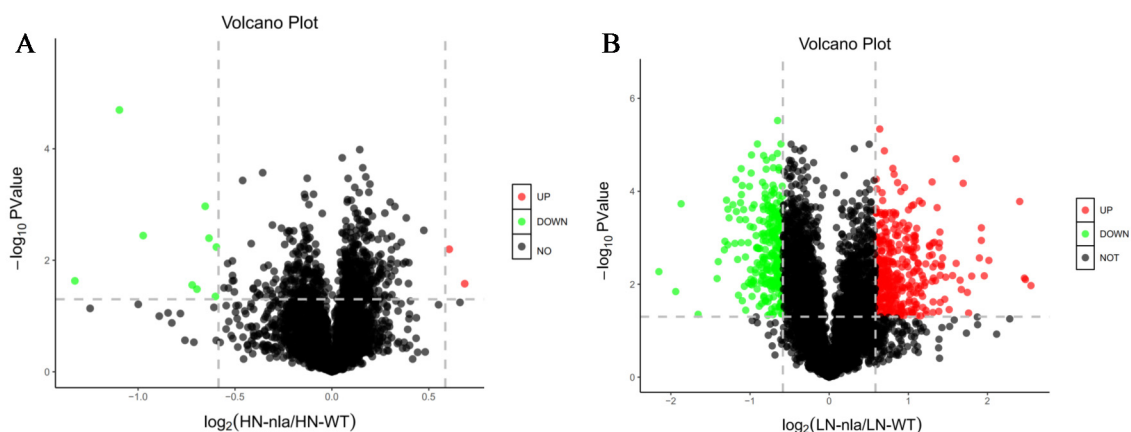 A
Volcano Plot
−log10 PValue
4
2
0
−1.0
−0.5
0.0
0.5
log2(HN-nla/HN-WT)
UP
DOWN
NO
B
Volcano Plot
−log10 PValue
6
4
2
0
−2
−1
0
1
2
log2(LN-nla/LN-WT)
UP
DOWN
NOT